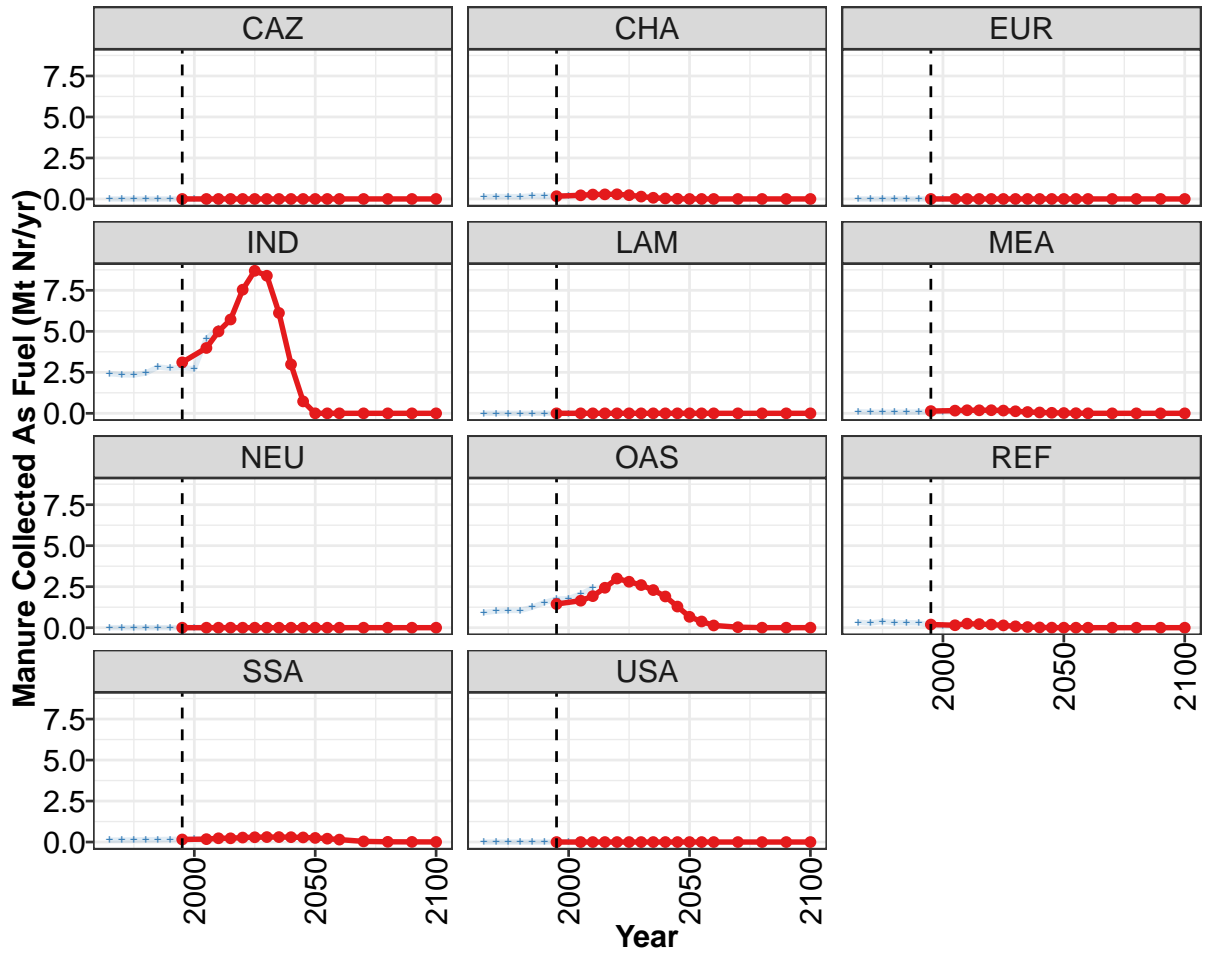 CAZ CHA EUR
7.5
5.0
2.5
0.0
IND LAM MEA
7.5
5.0
2.5
0.0
NEU OAS REF
7.5
5.0
2.5
0.0
2000 2050 2100
SSA USA
7.5
5.0
2.5
0.0
2000 2050 2100 2000 2050 2100
Year
Manure Collected As Fuel (Mt Nr/yr)